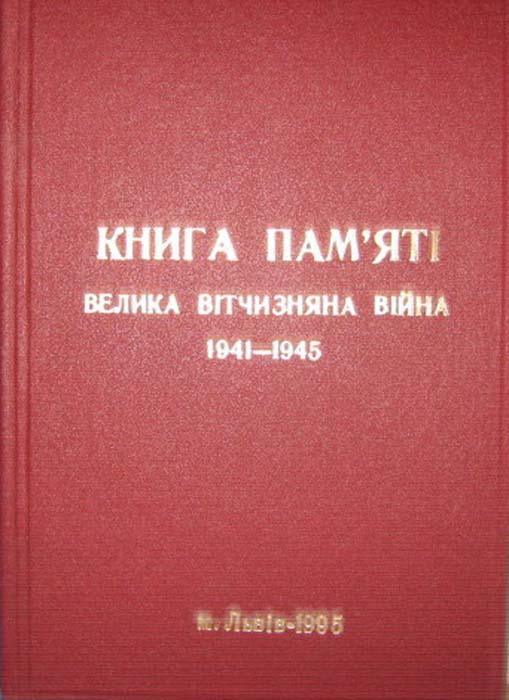 КНИГА ПАМ'ЯТІ
ВЕЛИКА ВІТЧИЗНЯНА ВІЙНА
1941—1945
м. Львів-1995